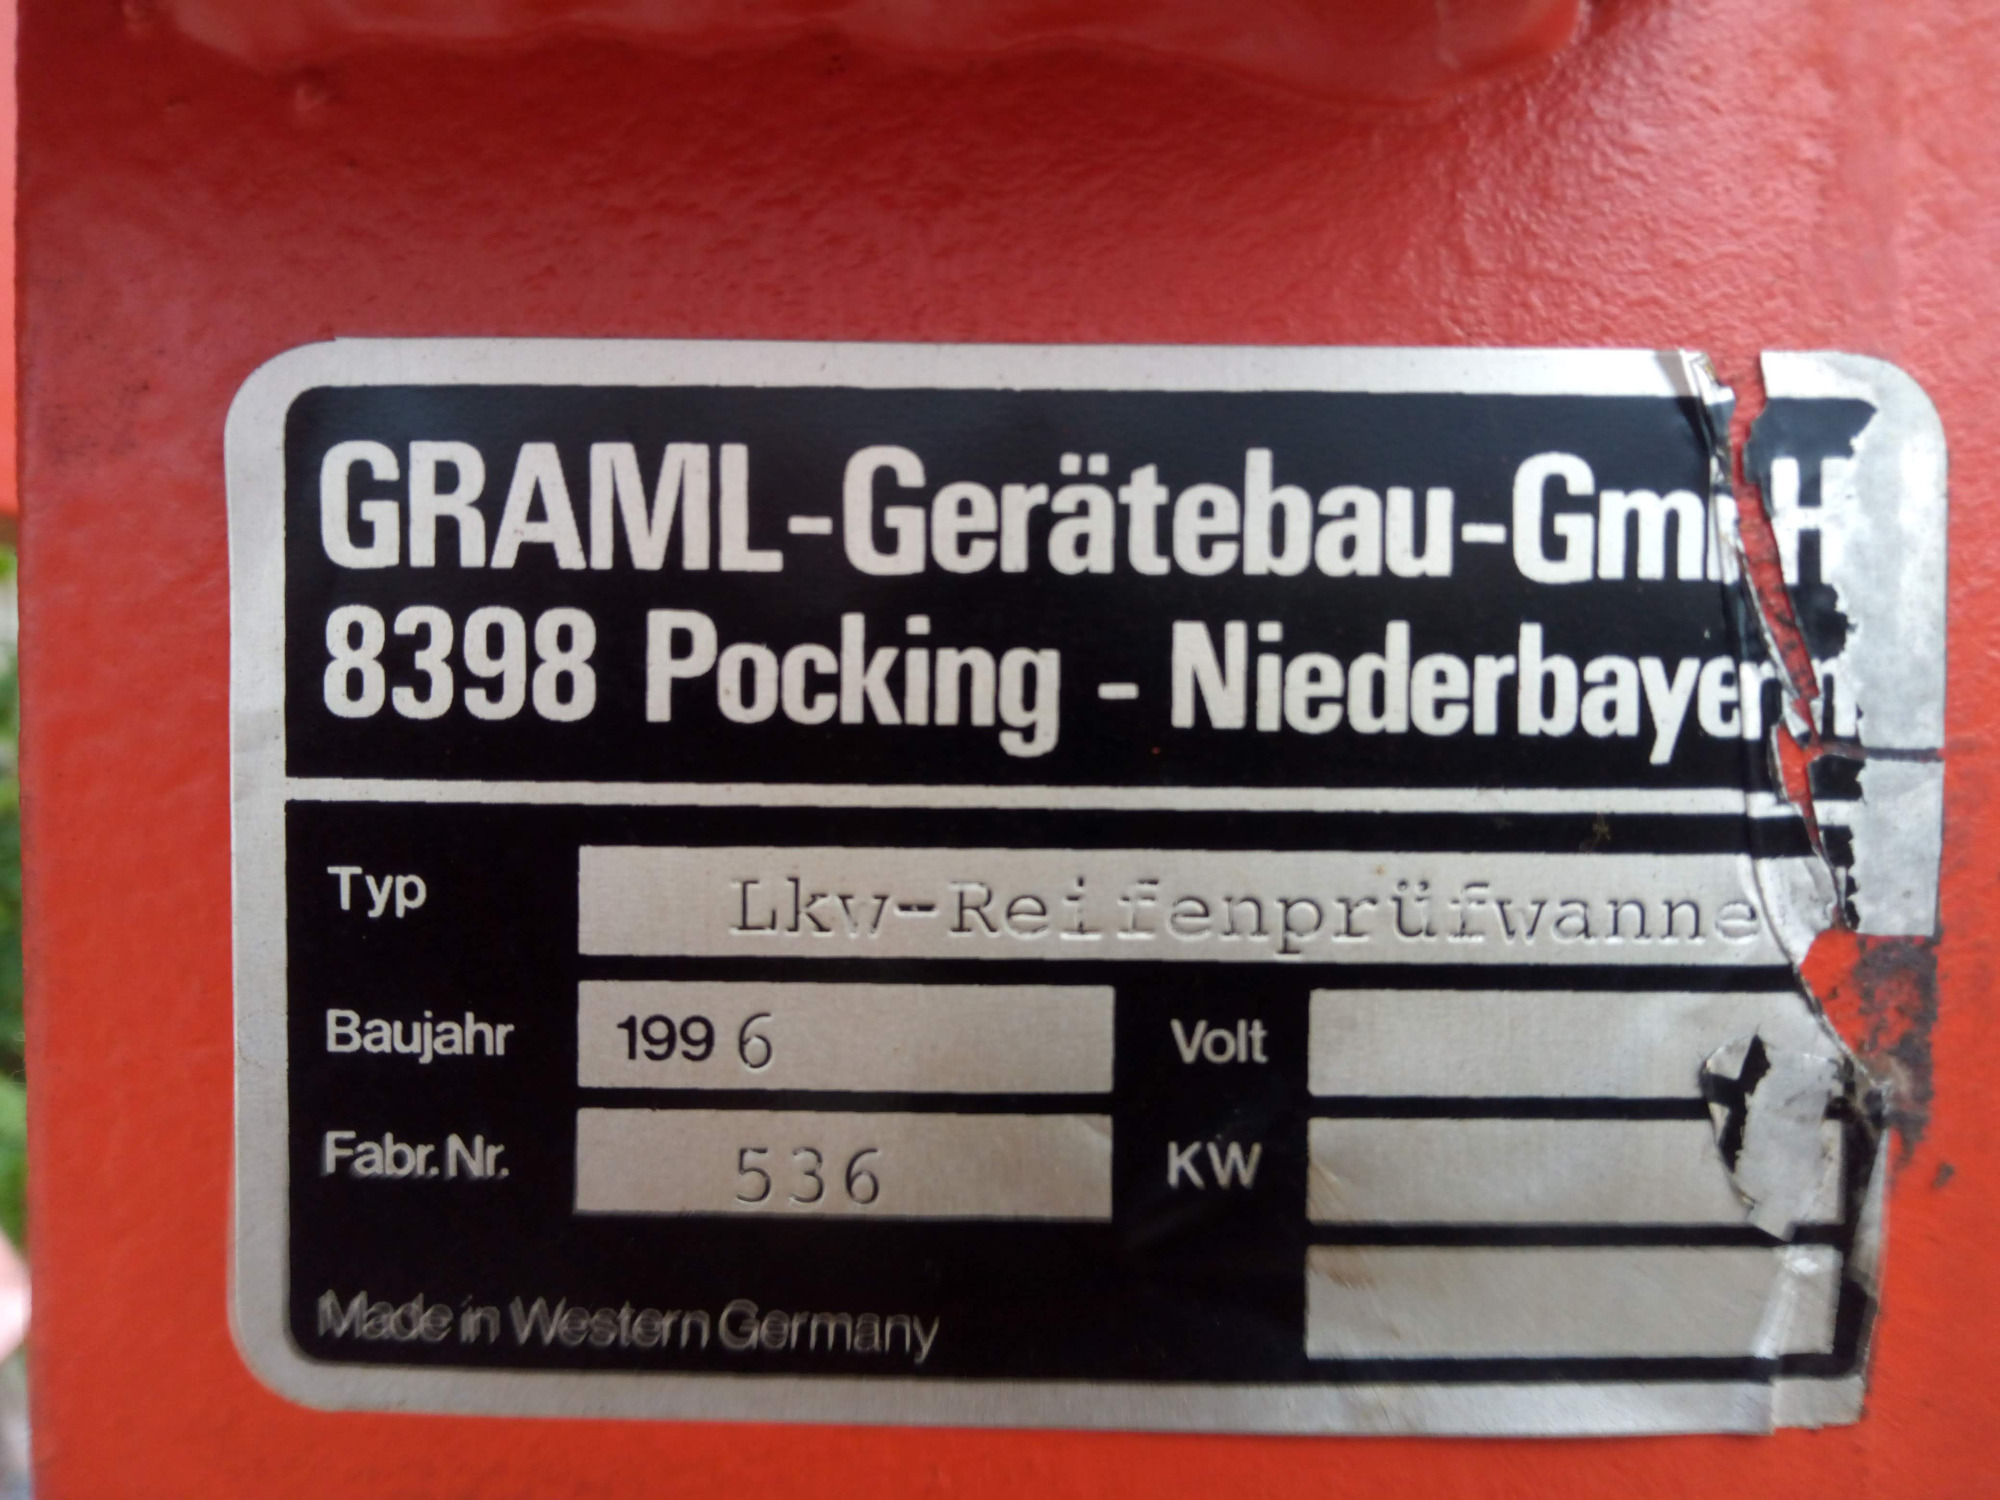 GRAML-Gerätebau-GmbH
8398 Pocking - Niederbayern
Typ Lkw-Reifenprüfwanne
Baujahr 1996 Volt
Fabr. Nr. 536 KW
Made in Western Germany